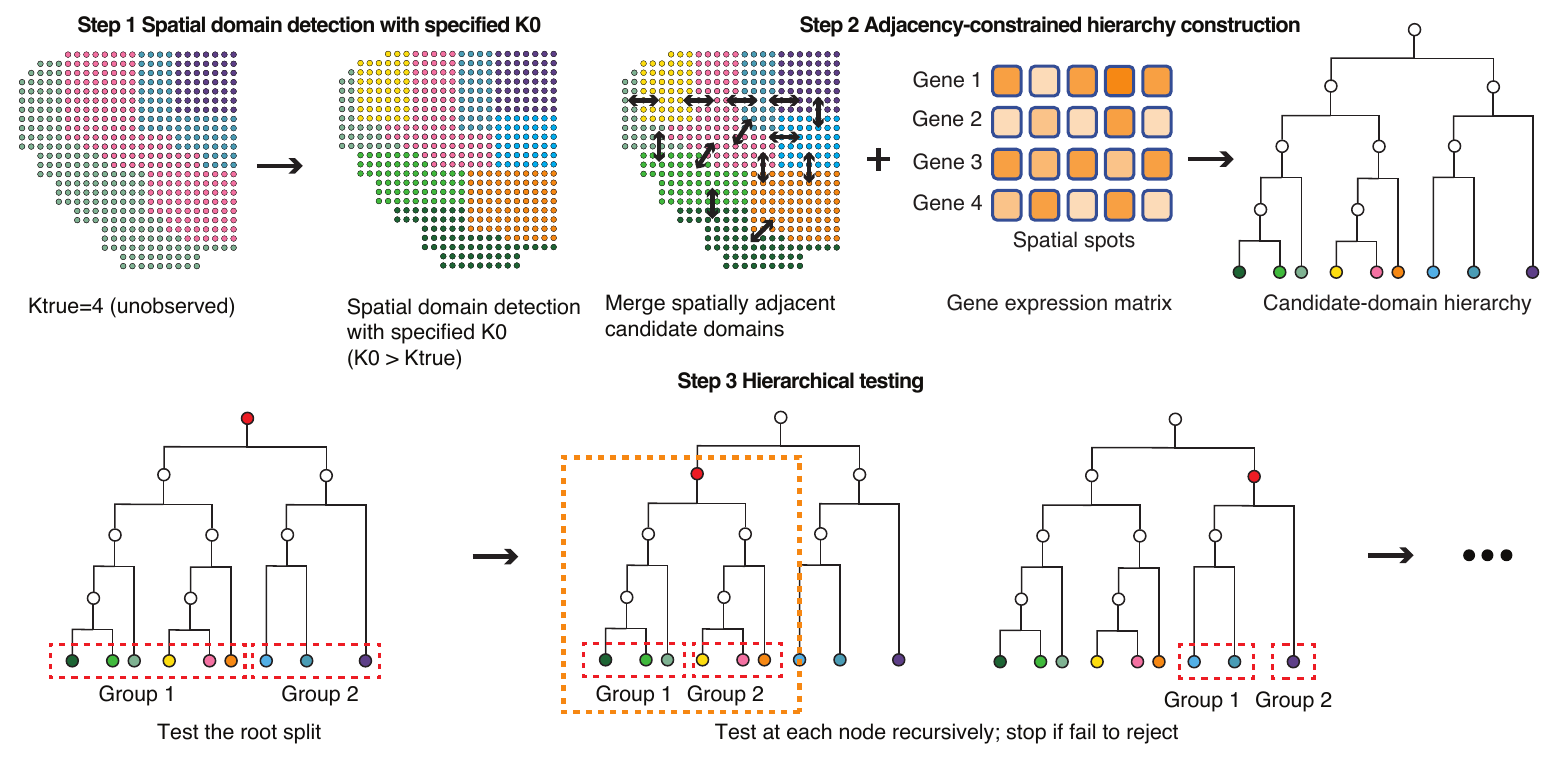 Step 1 Spatial domain detection with specified K0
Step 2 Adjacency-constrained hierarchy construction
Gene 1
Gene 2
Gene 3
Gene 4
Spatial spots
Ktrue=4 (unobserved)
Spatial domain detection
with specified K0
(K0 > Ktrue)
Merge spatially adjacent
candidate domains
Gene expression matrix
Candidate-domain hierarchy
Step 3 Hierarchical testing
Group 1
Group 2
Group 1
Group 2
Group 1
Group 2
Test the root split
Test at each node recursively; stop if fail to reject